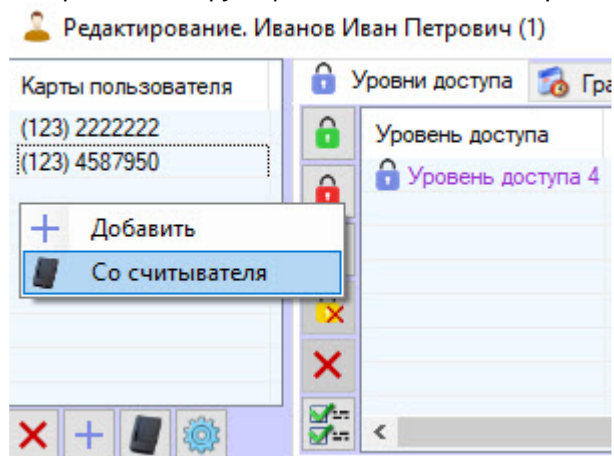 Редактирование. Иванов Иван Петрович (1)
Карты пользователя
(123) 2222222
(123) 4587950
Добавить
Со считывателя
Уровни доступа
Гра
Уровень доступа
Уровень доступа 4